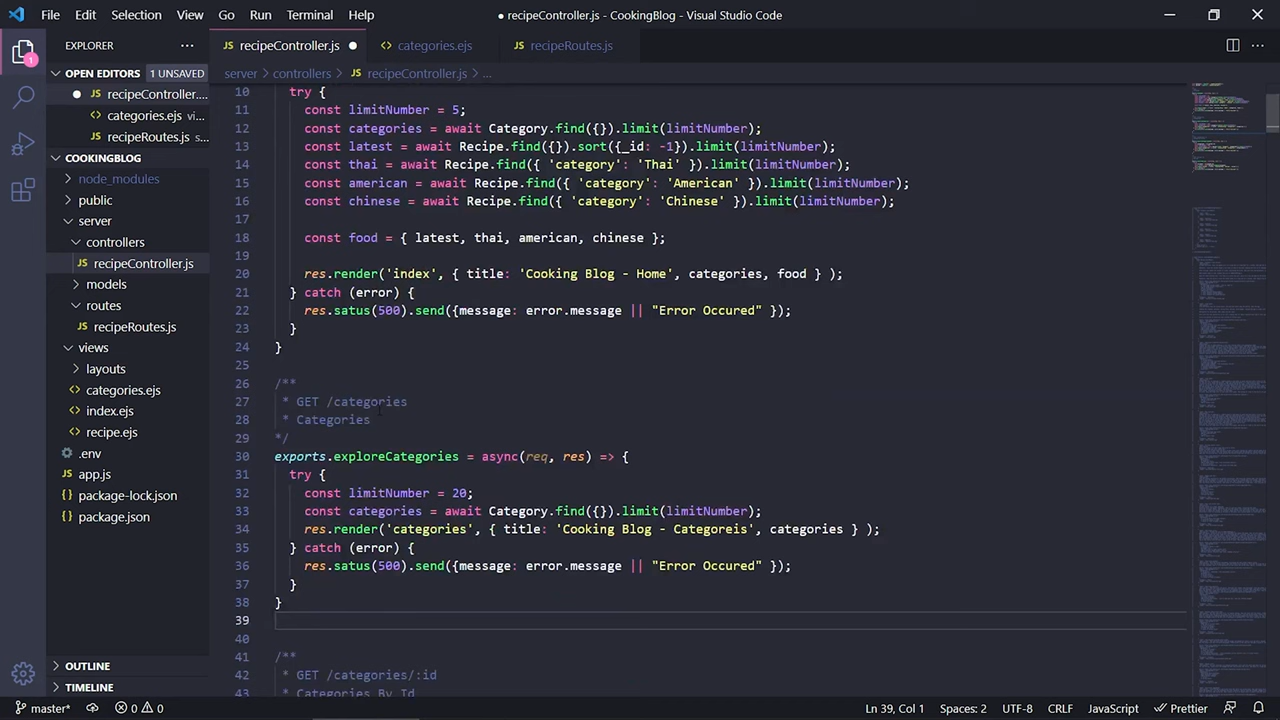 File Edit Selection View Go Run Terminal Help
● recipeController.js - CookingBlog - Visual Studio Code
EXPLORER
JS recipeController.js
<> categories.ejs
JS recipeRoutes.js
OPEN EDITORS 1 UNSAVED
JS recipeController....
<> categories.ejs vi...
JS recipeRoutes.js s...
COOKINGBLOG
node_modules
public
server
controllers
JS recipeController.js
models
routes
JS recipeRoutes.js
views
layouts
<> categories.ejs
<> index.ejs
<> recipe.ejs
.env
JS app.js
{} package-lock.json
{} package.json
OUTLINE
TIMELINE
server > controllers > JS recipeController.js > ...
10 try {
11 const limitNumber = 5;
12 const categories = await Category.find({}).limit(limitNumber);
13 const latest = await Recipe.find({}).sort({_id: -1}).limit(limitNumber);
14 const thai = await Recipe.find({ 'category': 'Thai' }).limit(limitNumber);
15 const american = await Recipe.find({ 'category': 'American' }).limit(limitNumber);
16 const chinese = await Recipe.find({ 'category': 'Chinese' }).limit(limitNumber);
17
18 const food = { latest, thai, american, chinese };
19
20 res.render('index', { title: 'Cooking Blog - Home', categories, food } );
21 } catch (error) {
22 res.satus(500).send({message: error.message || "Error Occured" });
23 }
24 }
25
26 /**
27 * GET /categories
28 * Categories
29 */
30 exports.exploreCategories = async(req, res) => {
31 try {
32 const limitNumber = 20;
33 const categories = await Category.find({}).limit(limitNumber);
34 res.render('categories', { title: 'Cooking Blog - Categoreis', categories } );
35 } catch (error) {
36 res.satus(500).send({message: error.message || "Error Occured" });
37 }
38 }
39
40
41 /**
42 * GET /categories/:id
43 * Categories By Id
master* 0 0
Ln 39, Col 1 Spaces: 2 UTF-8 CRLF JavaScript Prettier